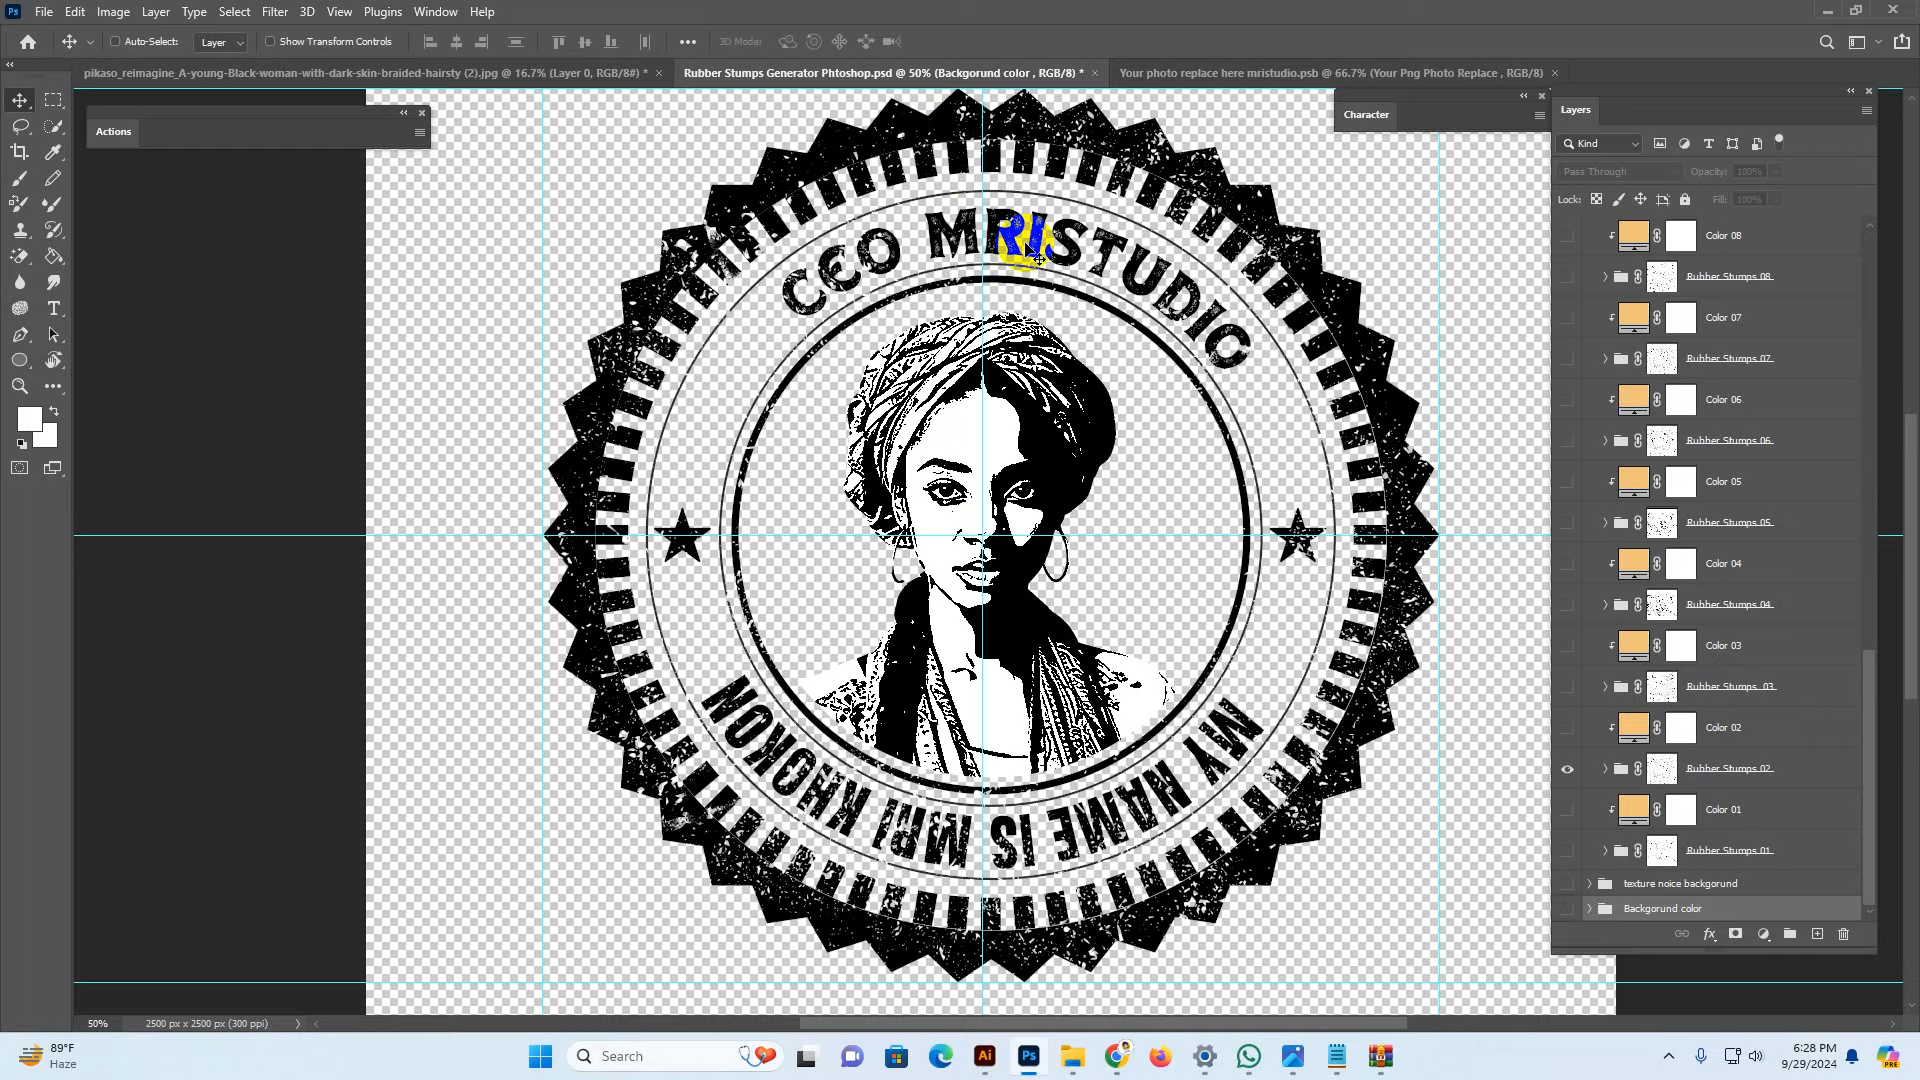 Ps File Edit Image Layer Type Select Filter 3D View Plugins Window Help
Auto-Select: Layer Show Transform Controls 3D Mode:
pikaso_reimagine_A-young-Black-woman-with-dark-skin-braided-hairsty (2).jpg @ 16.7% (Layer 0, RGB/8#) *
Rubber Stumps Generator Phtoshop.psd @ 50% (Backgorund color , RGB/8) *
Your photo replace here mristudio.psb @ 66.7% (Your Png Photo Replace , RGB/8)
Actions
Character
Layers
Kind
Pass Through Opacity: 100%
Lock: Fill: 100%
Color 08
Rubber Stumps 08
Color 07
Rubber Stumps 07
Color 06
Rubber Stumps 06
Color 05
Rubber Stumps 05
Color 04
Rubber Stumps 04
Color 03
Rubber Stumps 03
Color 02
Rubber Stumps 02
Color 01
Rubber Stumps 01
texture noice backgorund
Backgorund color
CEO MRISTUDIO
MY NAME IS MRI KHOKON
50% 2500 px x 2500 px (300 ppi)
89°F
Haze
Search
Ai
Ps
6:28 PM
9/29/2024
PRE